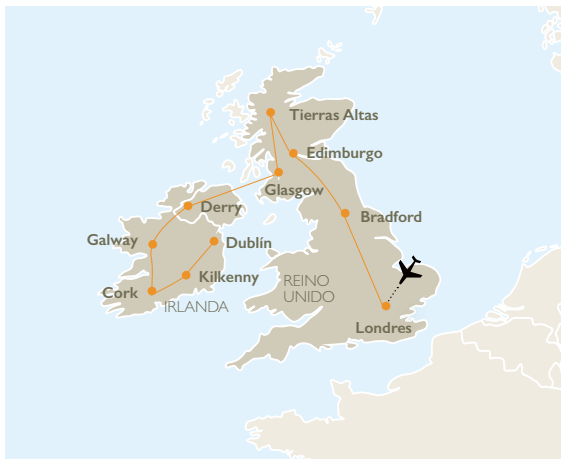 Tierras Altas
Edimburgo
Glasgow
Derry
Bradford
Galway
Dublín
Kilkenny
REINO
UNIDO
Cork
IRLANDA
Londres